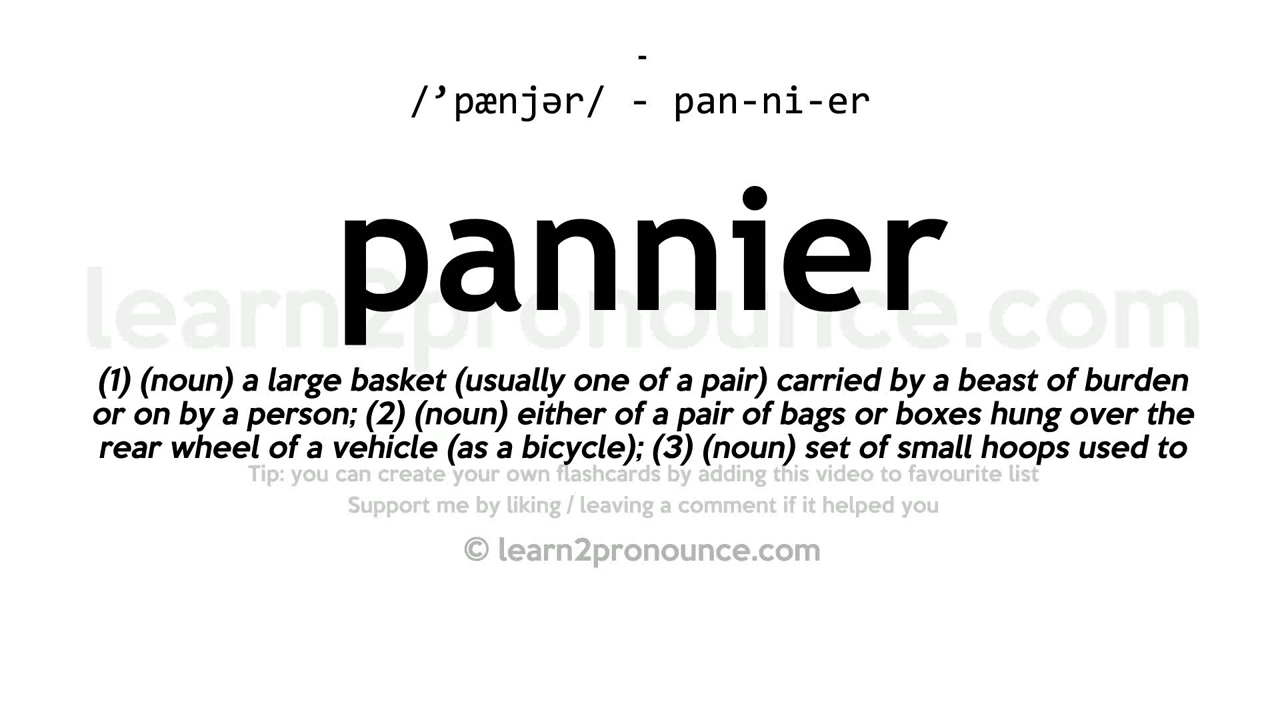 -
/’pænjər/ - pan-ni-er
pannier
learn2pronounce.com
(1) (noun) a large basket (usually one of a pair) carried by a beast of burden
or on by a person; (2) (noun) either of a pair of bags or boxes hung over the
rear wheel of a vehicle (as a bicycle); (3) (noun) set of small hoops used to
Tip: you can create your own flashcards by adding this video to favourite list
Support me by liking / leaving a comment if it helped you
© learn2pronounce.com